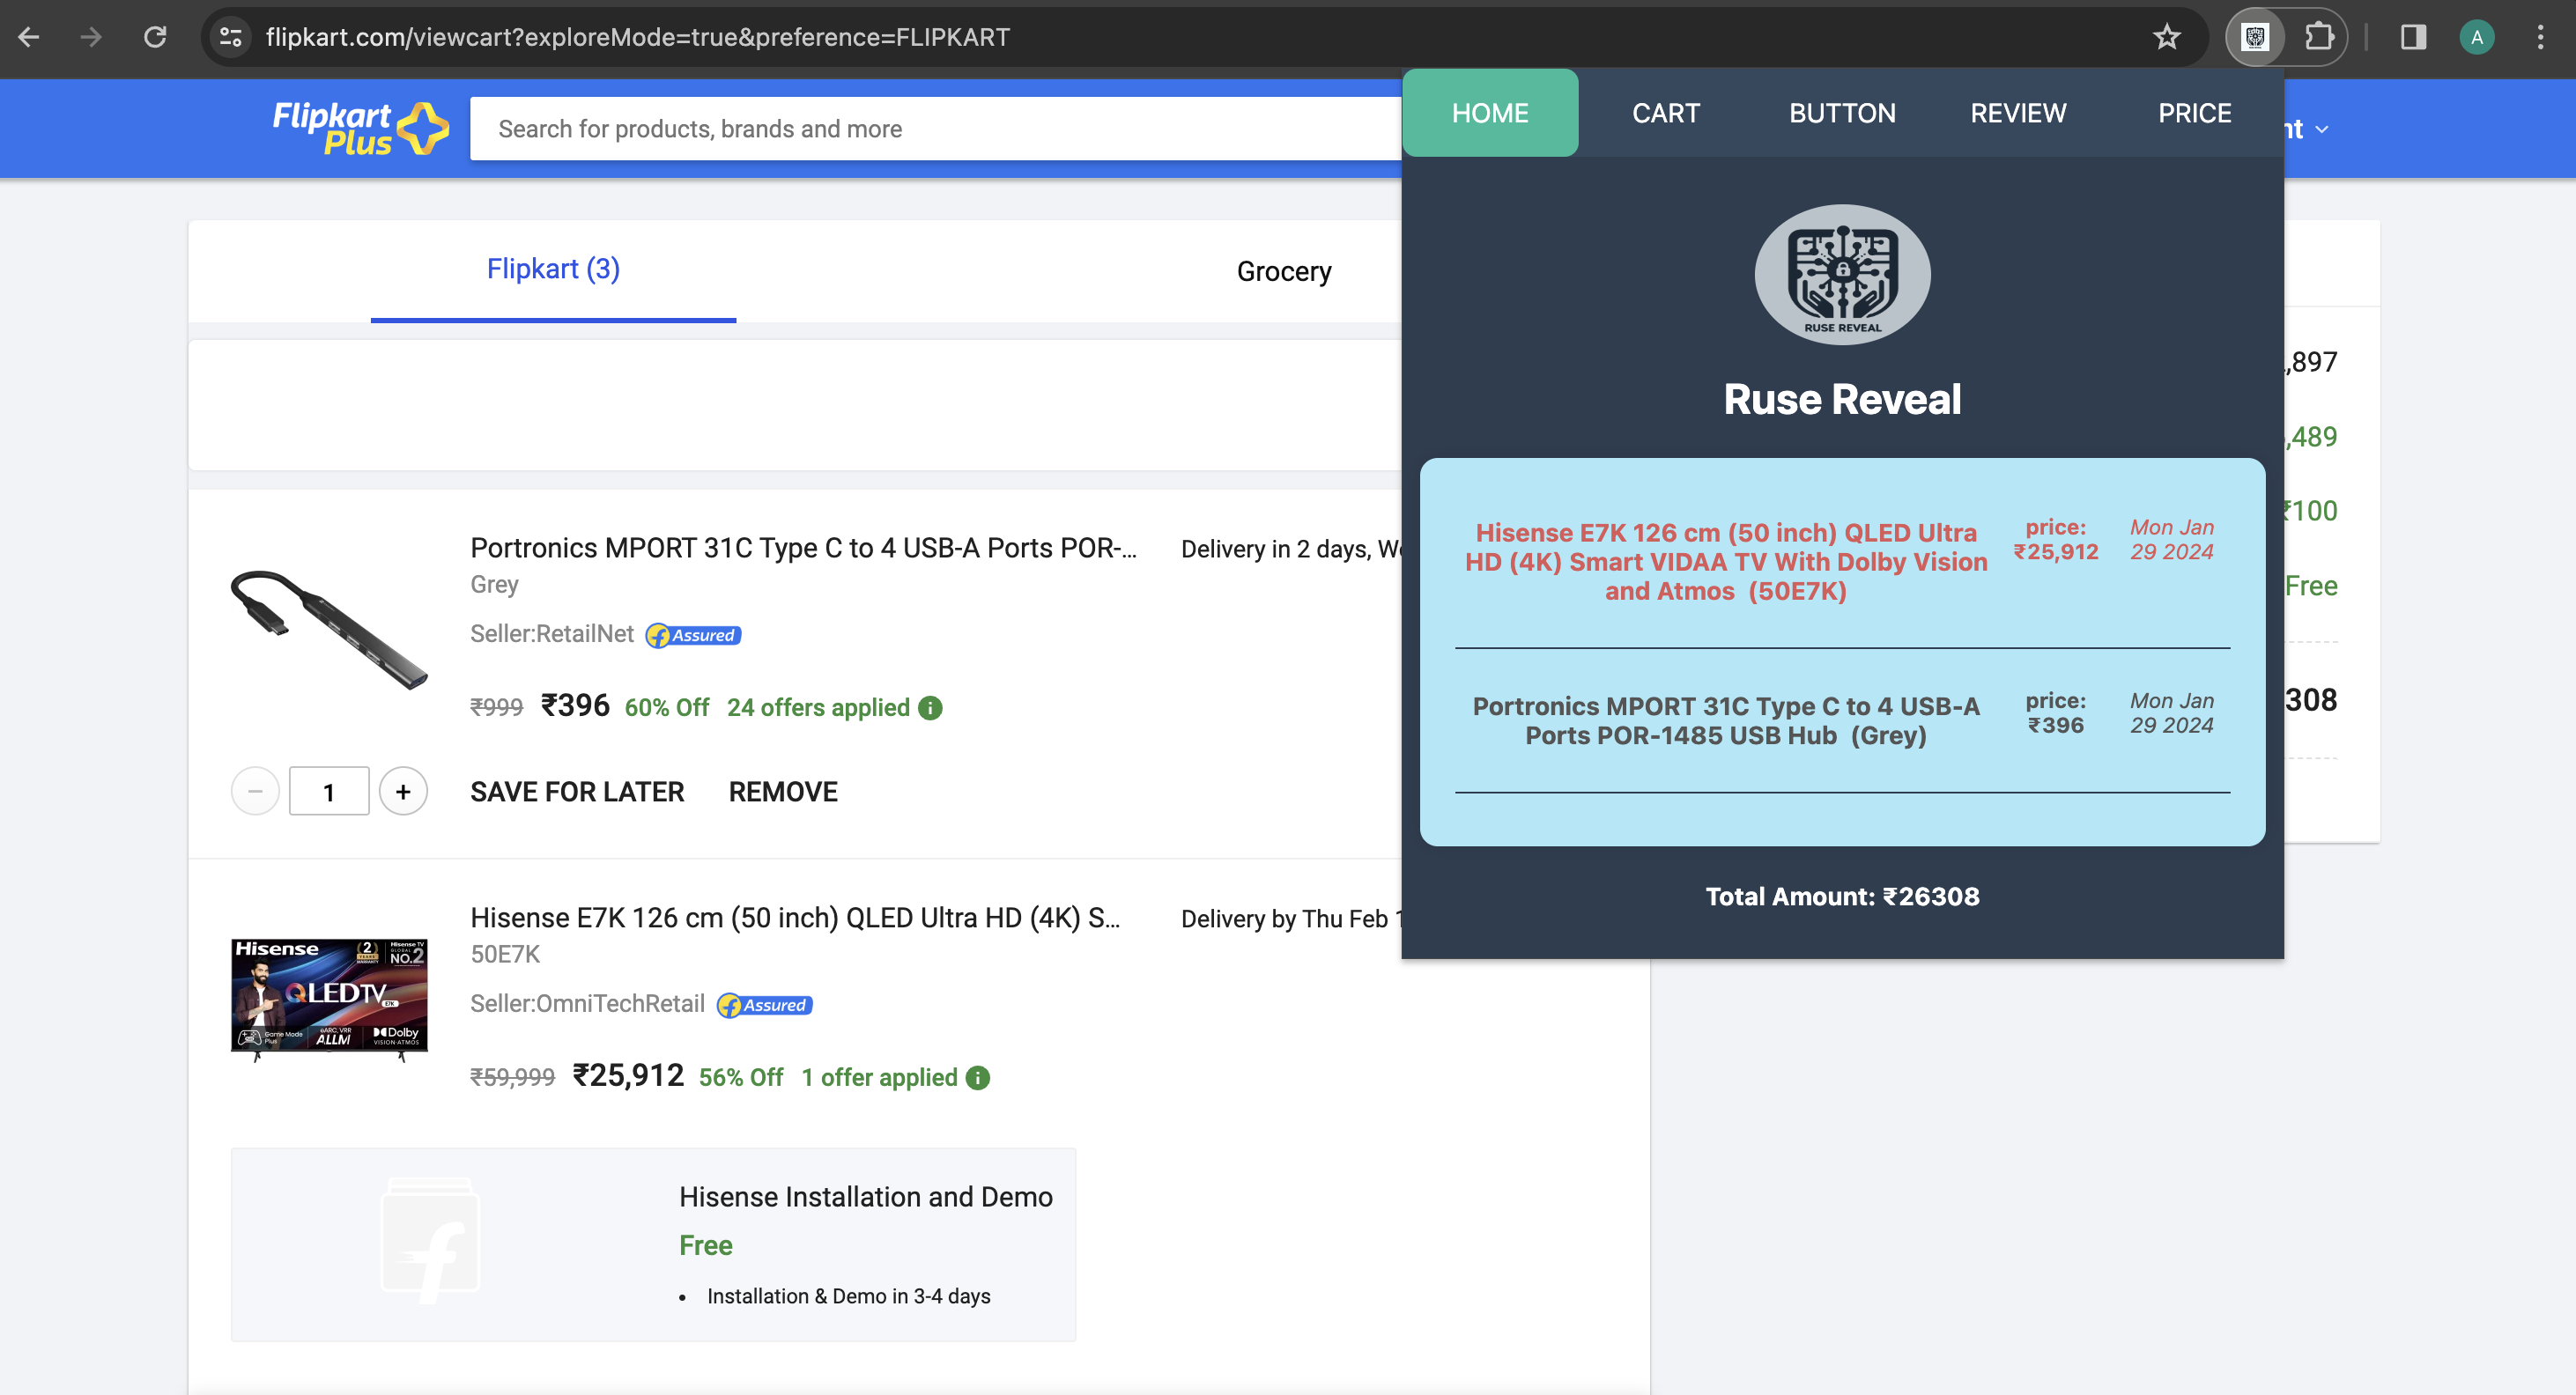 flipkart.com/viewcart?exploreMode=true&preference=FLIPKART
A
Flipkart
Plus
Search for products, brands and more
HOME
CART
BUTTON
REVIEW
PRICE
RUSE REVEAL
Ruse Reveal
Hisense E7K 126 cm (50 inch) QLED Ultra
HD (4K) Smart VIDAA TV With Dolby Vision
and Atmos (50E7K)
price:
₹25,912
Mon Jan
29 2024
Portronics MPORT 31C Type C to 4 USB-A
Ports POR-1485 USB Hub (Grey)
price:
₹396
Mon Jan
29 2024
Total Amount: ₹26308
Flipkart (3)
Grocery
Portronics MPORT 31C Type C to 4 USB-A Ports POR-...
Grey
Seller:RetailNet
Assured
₹999 ₹396 60% Off 24 offers applied
Delivery in 2 days,
1
SAVE FOR LATER
REMOVE
Hisense E7K 126 cm (50 inch) QLED Ultra HD (4K) S...
50E7K
Seller:OmniTechRetail
Assured
₹59,999 ₹25,912 56% Off 1 offer applied
Delivery by Thu Feb
Hisense
QLED TV
Game Mode
Plus
ALLM
Dolby
VISION·ATMOS
NO.2
Hisense Installation and Demo
Free
• Installation & Demo in 3-4 days
,897
,489
₹100
Free
308